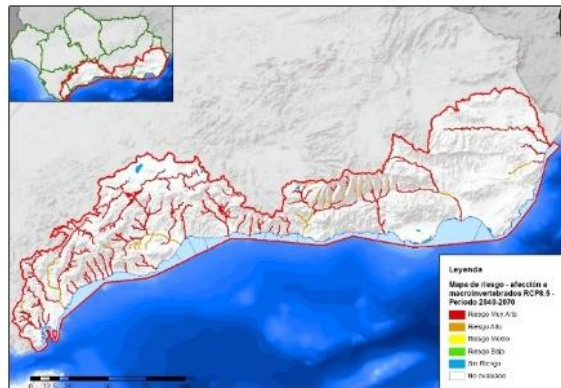 Leyenda
Mapa de riesgo - afección a
macroinvertebrados RCP8.5 -
Periodo 2040-2070
Riesgo Muy Alto
Riesgo Alto
Riesgo Medio
Riesgo Bajo
Sin Riesgo
No evaluado